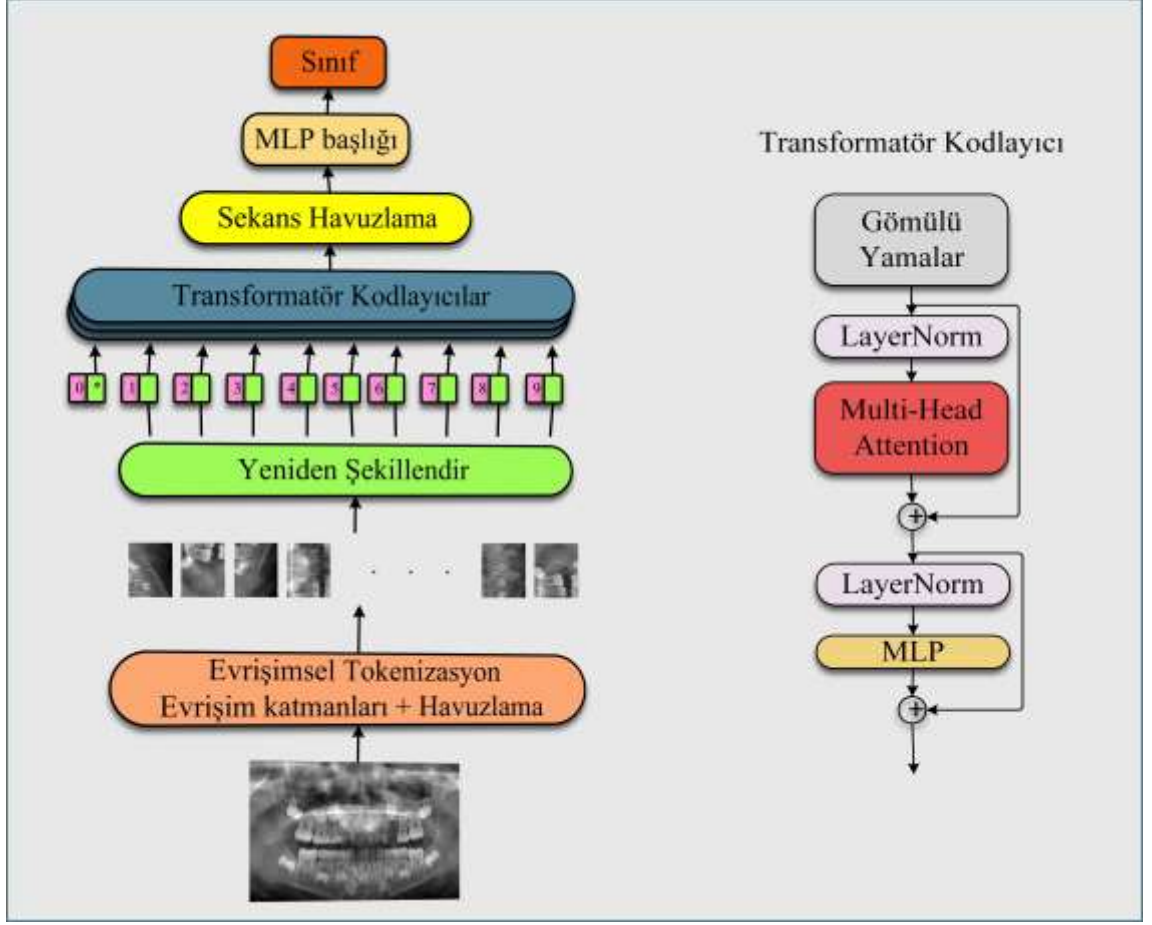 Sınıf
MLP başlığı
Sekans Havuzlama
Transformatör Kodlayıcılar
0 * 1 2 3 4 5 6 7 8 9
Yeniden Şekillendir
. . . .
Evrişimsel Tokenizasyon
Evrişim katmanları + Havuzlama
Transformatör Kodlayıcı
Gömülü
Yamalar
LayerNorm
Multi-Head
Attention
+
LayerNorm
MLP
+